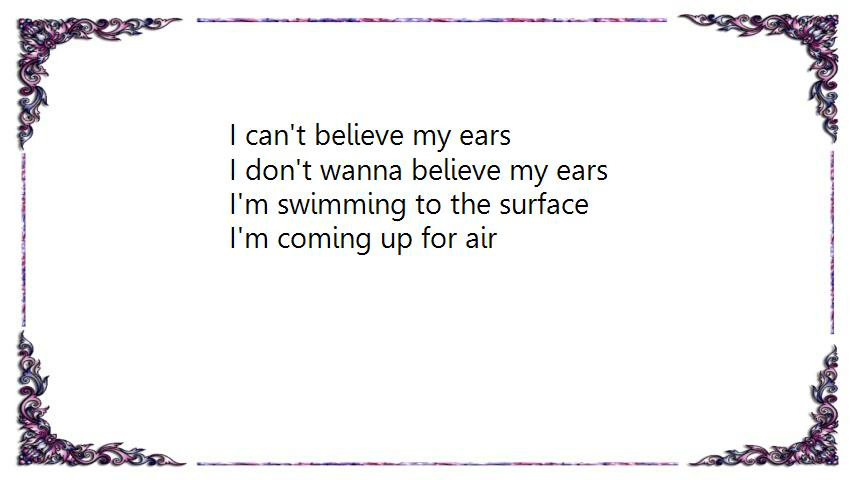 I can't believe my ears
I don't wanna believe my ears
I'm swimming to the surface
I'm coming up for air